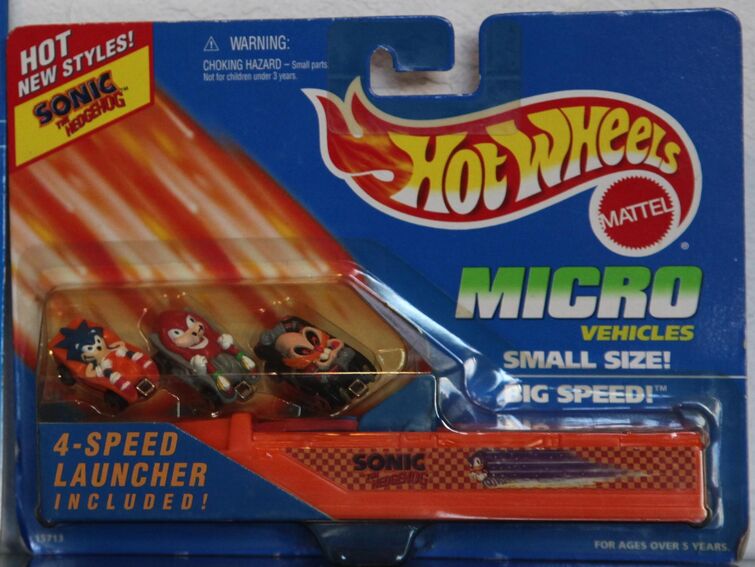 HOT
NEW STYLES!
SONIC™
THE HEDGEHOG
⚠ WARNING:
CHOKING HAZARD – Small parts.
Not for children under 3 years.
Hot Wheels
MATTEL
®
MICRO
VEHICLES
SMALL SIZE!
BIG SPEED!™
4-SPEED
LAUNCHER
INCLUDED!
SONIC
THE HEDGEHOG
15713
FOR AGES OVER 5 YEARS.